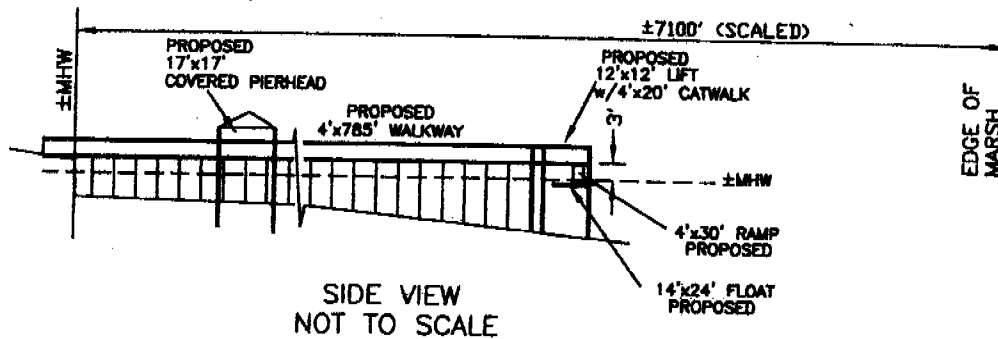 ±7100' (SCALED)
±MHW
PROPOSED
17'x17'
COVERED PIERHEAD
PROPOSED
4'x785' WALKWAY
PROPOSED
12'x12' LIFT
w/4'x20' CATWALK
3'
EDGE OF
MARSH
±MHW
4'x30' RAMP
PROPOSED
14'x24' FLOAT
PROPOSED
SIDE VIEW
NOT TO SCALE